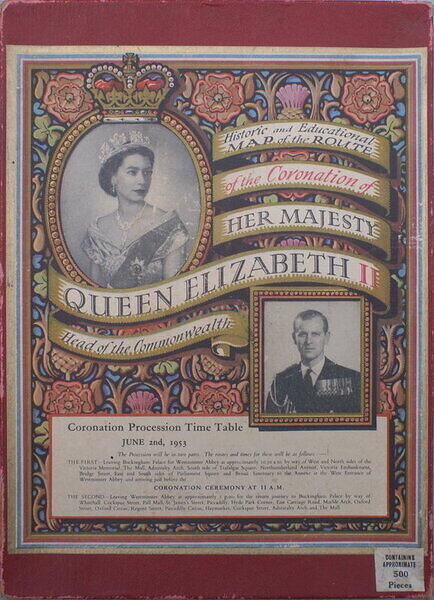 Historic and Educational
MAP of the ROUTE
of the Coronation of
HER MAJESTY
QUEEN ELIZABETH II
Head of the Commonwealth
Coronation Procession Time Table
JUNE 2nd, 1953
The Procession will be in two parts. The routes and times for these will be as follows :—
THE FIRST—Leaving Buckingham Palace for Westminster Abbey at approximately 10.20 a.m. by way of West and North sides of the
Victoria Memorial, The Mall, Admiralty Arch, South side of Trafalgar Square, Northumberland Avenue, Victoria Embankment,
Bridge Street, East and South sides of Parliament Square and Broad Sanctuary to the Annexe at the West Entrance of
Westminster Abbey and arriving just before the
CORONATION CEREMONY AT 11 A.M.
THE SECOND—Leaving Westminster Abbey at approximately 2 p.m. for the return journey to Buckingham Palace by way of
Whitehall, Cockspur Street, Pall Mall, St. James's Street, Piccadilly, Hyde Park Corner, East Carriage Road, Marble Arch, Oxford
Street, Oxford Circus, Regent Street, Piccadilly Circus, Haymarket, Cockspur Street, Admiralty Arch and The Mall
CONTAINING
APPROXIMATE
500
Pieces